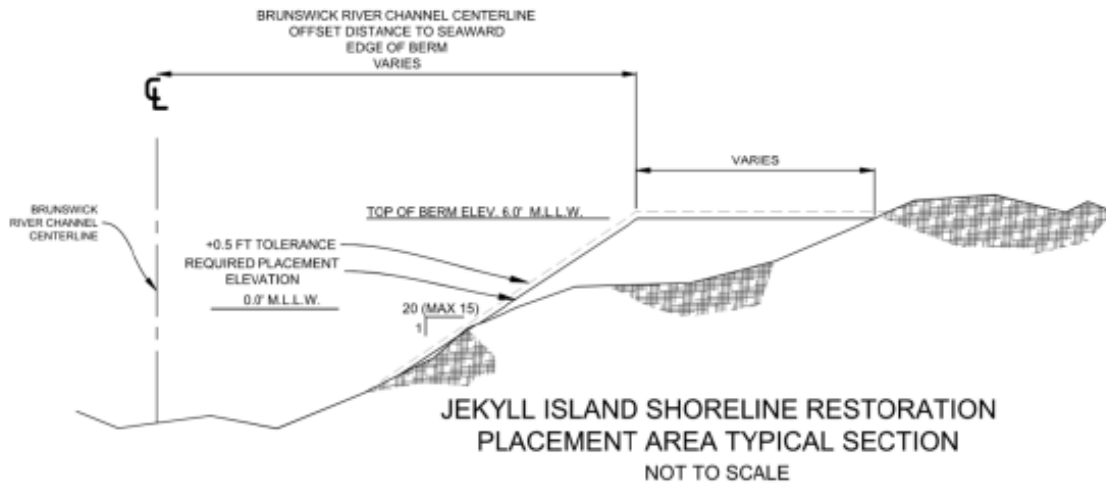 BRUNSWICK RIVER CHANNEL CENTERLINE
OFFSET DISTANCE TO SEAWARD
EDGE OF BERM
VARIES
CL
VARIES
BRUNSWICK
RIVER CHANNEL
CENTERLINE
TOP OF BERM ELEV. 6.0' M.L.L.W.
+0.5 FT TOLERANCE
REQUIRED PLACEMENT
ELEVATION
0.0' M.L.L.W.
20 (MAX 15)
1
JEKYLL ISLAND SHORELINE RESTORATION
PLACEMENT AREA TYPICAL SECTION
NOT TO SCALE